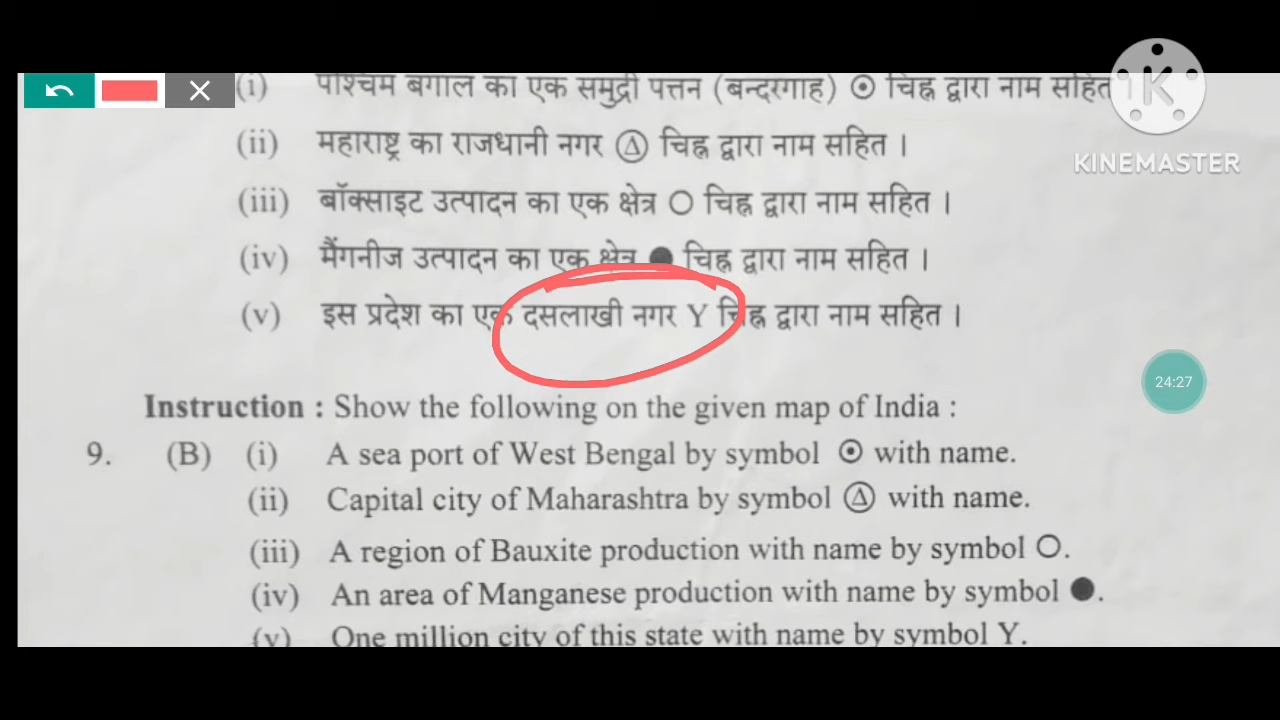 (i) पश्चिम बंगाल का एक समुद्री पत्तन (बन्दरगाह) ⊙ चिह्न द्वारा नाम सहित ।
KINEMASTER
(ii) महाराष्ट्र का राजधानी नगर Ⓐ चिह्न द्वारा नाम सहित ।
(iii) बॉक्साइट उत्पादन का एक क्षेत्र ○ चिह्न द्वारा नाम सहित ।
(iv) मैंगनीज उत्पादन का एक क्षेत्र ● चिह्न द्वारा नाम सहित ।
(v) इस प्रदेश का एक दसलाखी नगर Y चिह्न द्वारा नाम सहित ।
24:27
Instruction : Show the following on the given map of India :
9. (B) (i) A sea port of West Bengal by symbol ⊙ with name.
(ii) Capital city of Maharashtra by symbol Δ with name.
(iii) A region of Bauxite production with name by symbol ○.
(iv) An area of Manganese production with name by symbol ●.
(v) One million city of this state with name by symbol Y.